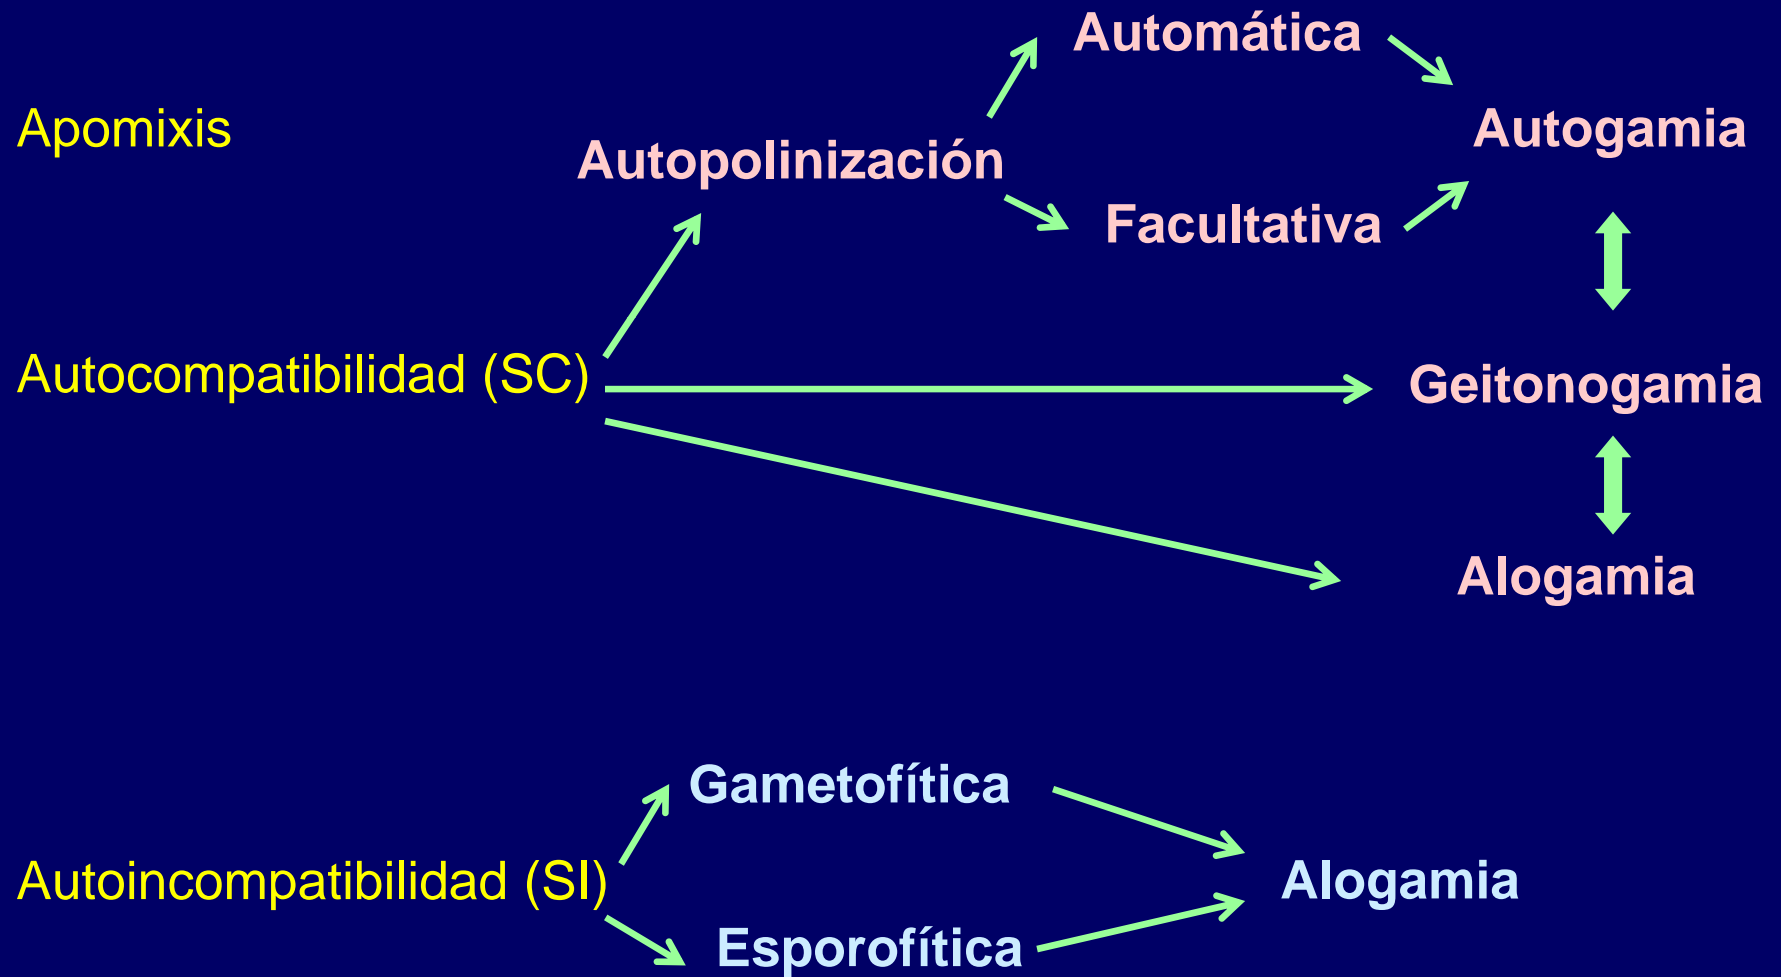 Automática
Apomixis
Autopolinización
Autogamia
Facultativa
Autocompatibilidad (SC)
Geitonogamia
Alogamia
Gametofítica
Autoincompatibilidad (SI)
Alogamia
Esporofítica